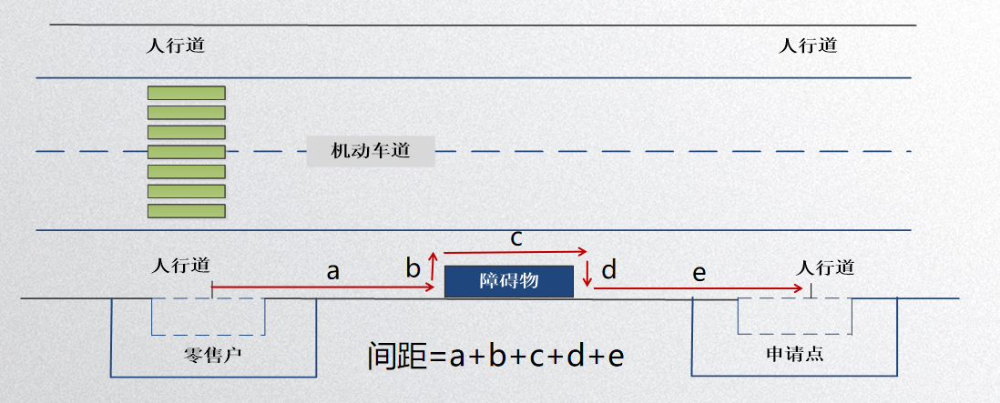 人行道
人行道
机动车道
c
人行道
a
b
障碍物
d
e
人行道
零售户
间距=a+b+c+d+e
申请点